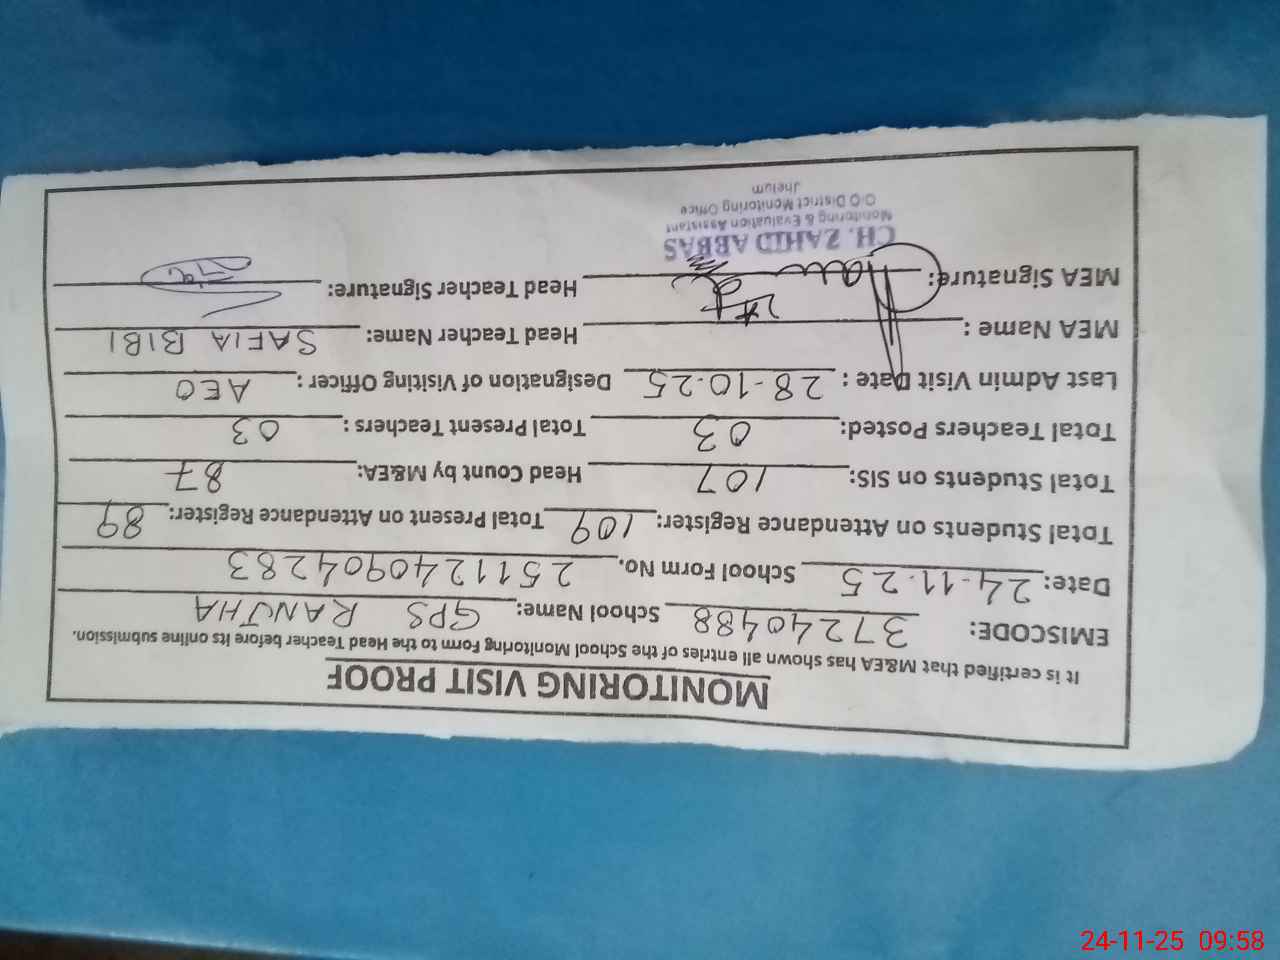 MONITORING VISIT PROOF
It is certified that M&EA has shown all entries of the School Monitoring Form to the Head Teacher before its online submission.
EMISCODE: 37240488 School Name: GPS RANJHA
Date: 24-11-25 School Form No. 2511240904283
Total Students on Attendance Register: 109 Total Present on Attendance Register: 89
Total Students on SIS: 107 Head Count by M&EA: 87
Total Teachers Posted: 03 Total Present Teachers : 03
Last Admin Visit Date : 28-10-25 Designation of Visiting Officer : AEO
MEA Name : Head Teacher Name: SAFIA BIBI
MEA Signature: Head Teacher Signature:
CH. ZAHID ABBAS
Monitoring & Evaluation Assistant
O/O District Monitoring Office
Jhelum
24-11-25 09:58